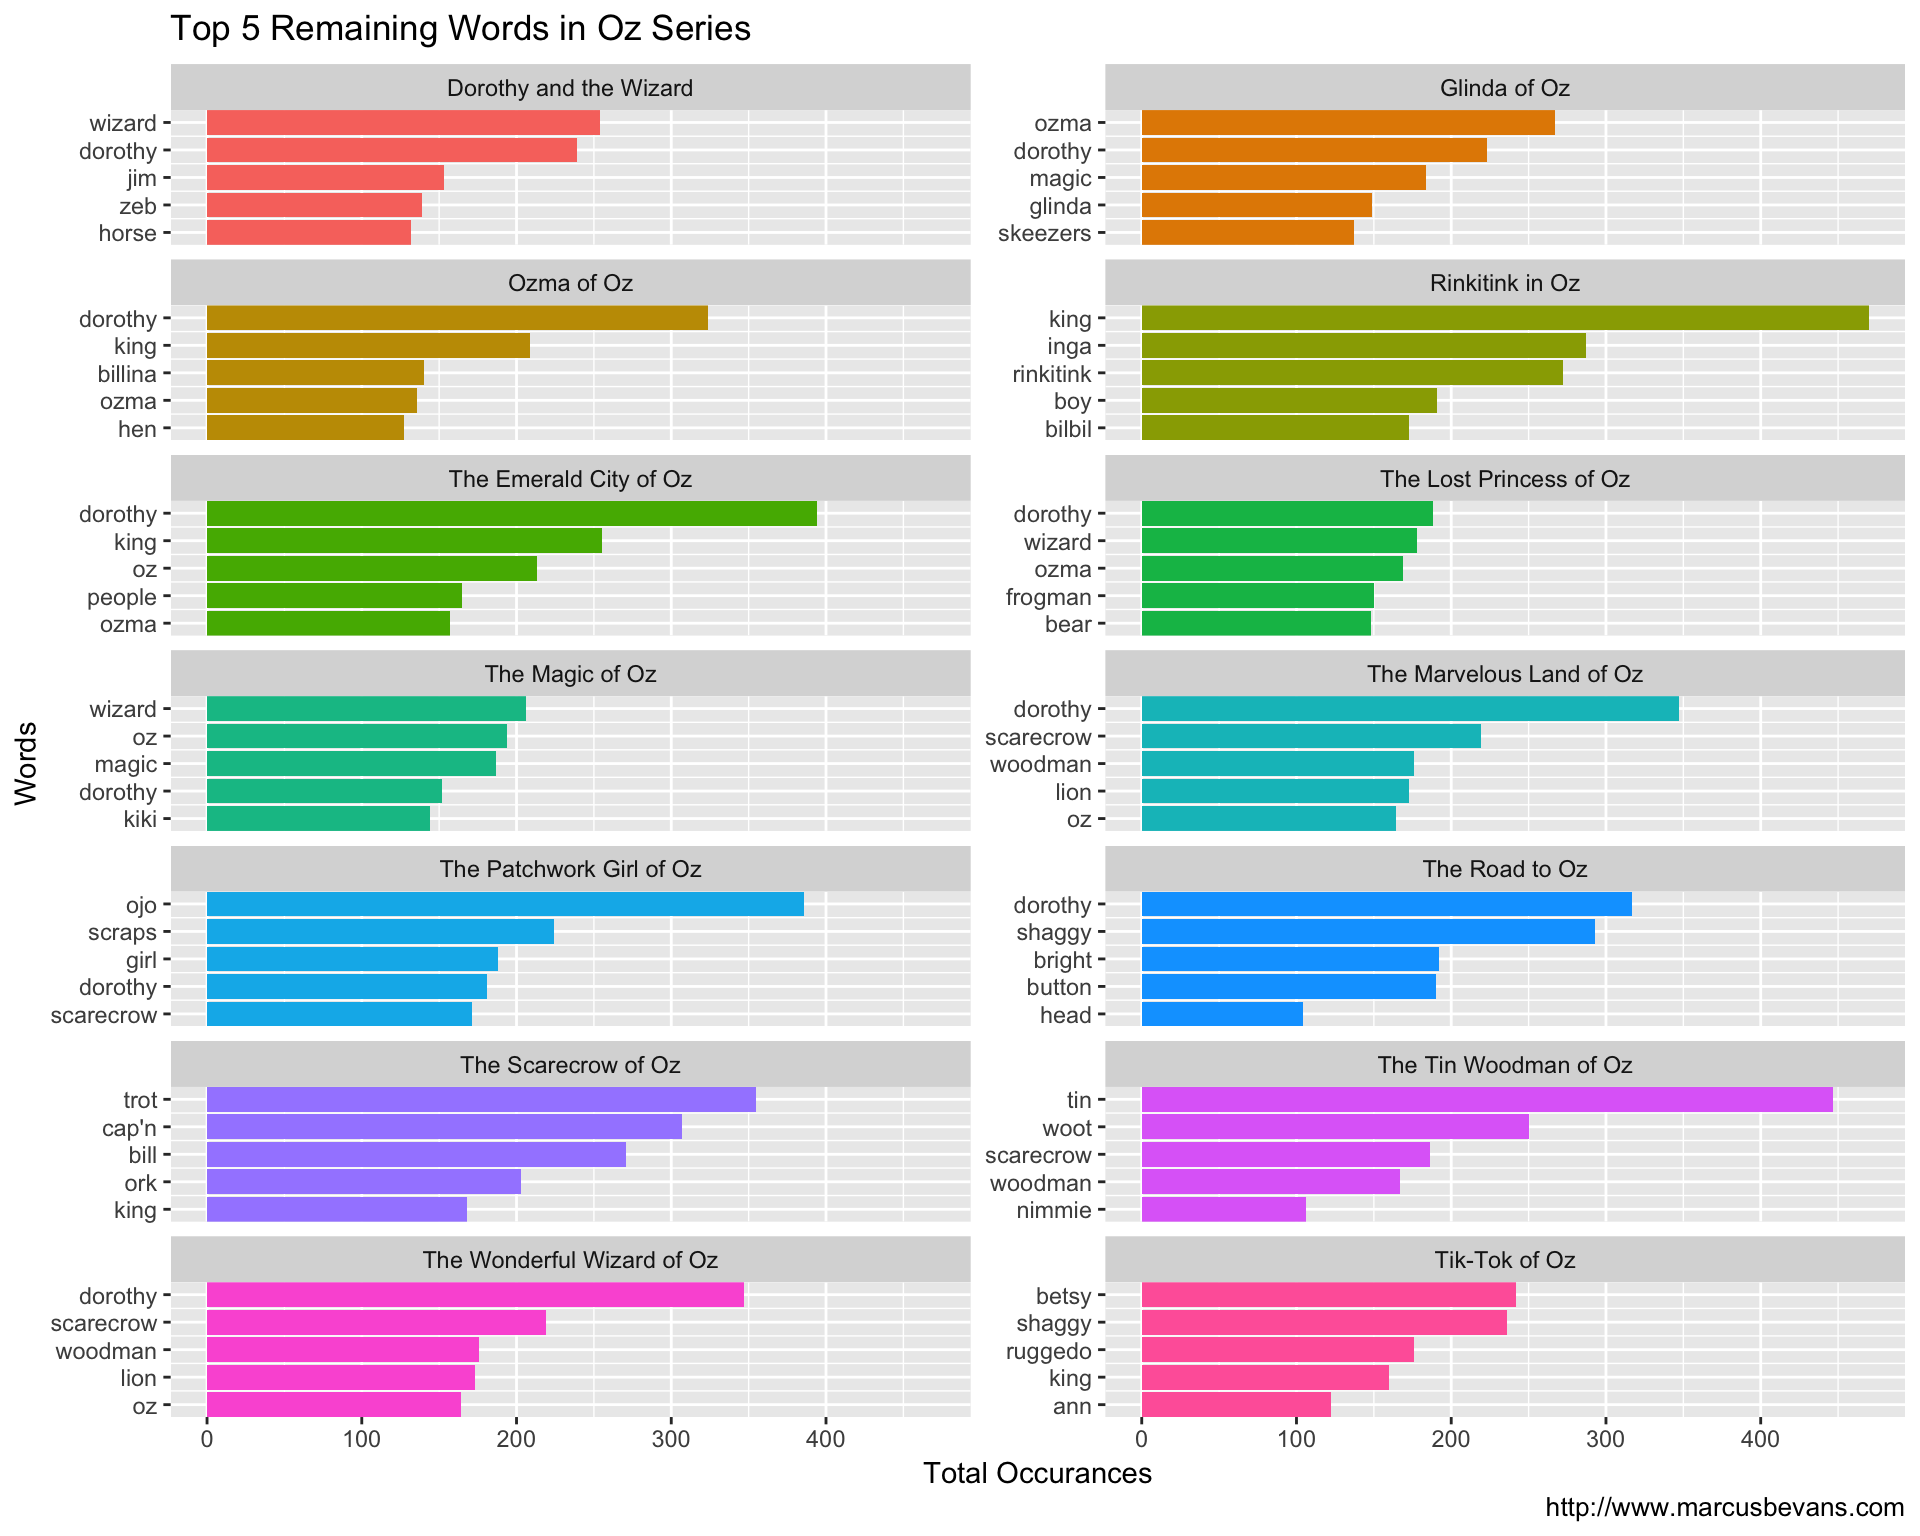 Top 5 Remaining Words in Oz Series
Dorothy and the Wizard
wizard
dorothy
jim
zeb
horse
Glinda of Oz
ozma
dorothy
magic
glinda
skeezers
Ozma of Oz
dorothy
king
billina
ozma
hen
Rinkitink in Oz
king
inga
rinkitink
boy
bilbil
The Emerald City of Oz
dorothy
king
oz
people
ozma
The Lost Princess of Oz
dorothy
wizard
ozma
frogman
bear
The Magic of Oz
wizard
oz
magic
dorothy
kiki
The Marvelous Land of Oz
dorothy
scarecrow
woodman
lion
oz
The Patchwork Girl of Oz
ojo
scraps
girl
dorothy
scarecrow
The Road to Oz
dorothy
shaggy
bright
button
head
The Scarecrow of Oz
trot
cap'n
bill
ork
king
The Tin Woodman of Oz
tin
woot
scarecrow
woodman
nimmie
The Wonderful Wizard of Oz
dorothy
scarecrow
woodman
lion
oz
Tik-Tok of Oz
betsy
shaggy
ruggedo
king
ann
0 100 200 300 400
0 100 200 300 400
Words
Total Occurances
http://www.marcusbevans.com